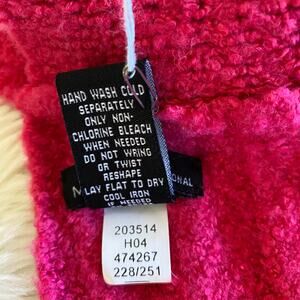 HAND WASH COLD
SEPARATELY
ONLY NON-
CHLORINE BLEACH
WHEN NEEDED
DO NOT WRING
OR TWIST
RESHAPE
LAY FLAT TO DRY
COOL IRON
IF NEEDED
203514
H04
474267
228/251